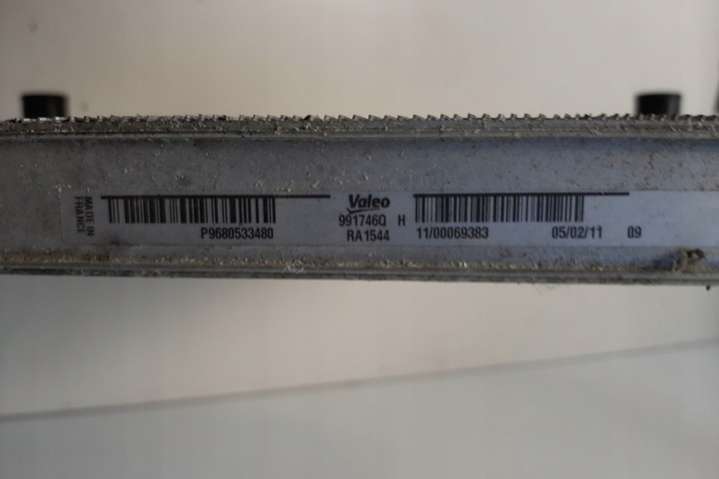 MADE IN
FRANCE
P9680533480
Valeo
991746Q H
RA1544
11/00069383 05/02/11 09